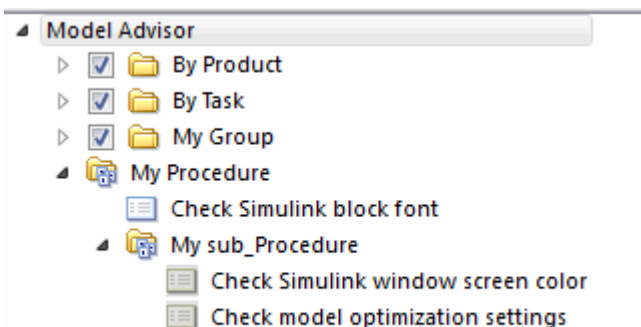 Model Advisor
By Product
By Task
My Group
My Procedure
Check Simulink block font
My sub_Procedure
Check Simulink window screen color
Check model optimization settings